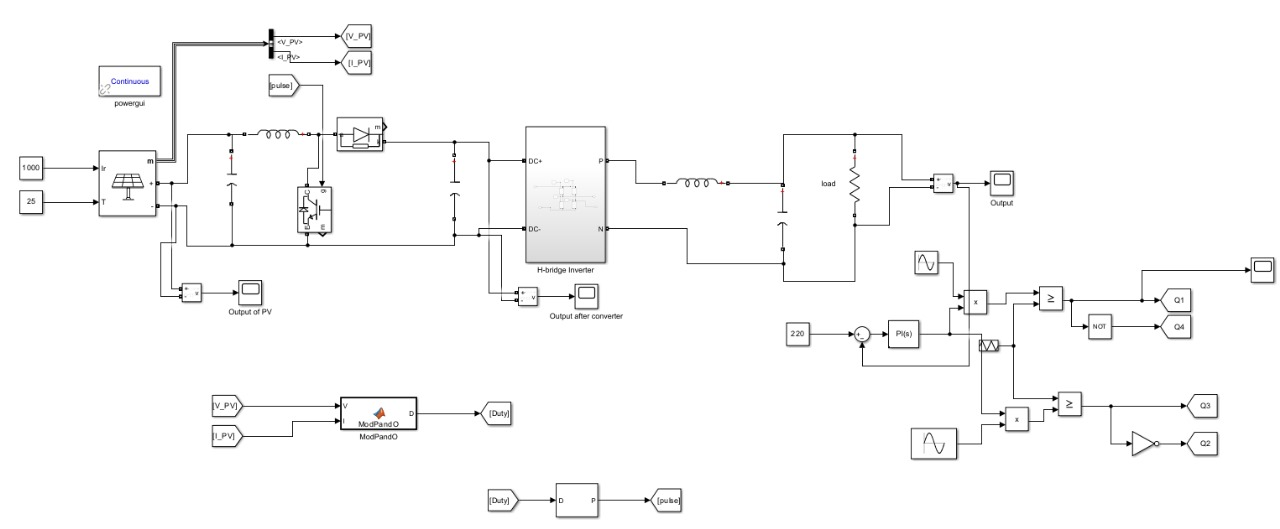 <V_PV>
[V_PV]
<I_PV>
[I_PV]
Continuous
powergui
[pulse]
1000
Ir
m
+
25
T
-
m
a
k
g
C
E
m
DC+
P
DC-
N
H-bridge Inverter
load
+
-
v
Output
+
-
v
Output of PV
+
-
v
Output after converter
220
+
-
PI(s)
x
≥
Q1
NOT
Q4
x
≥
Q3
Q2
[V_PV]
V
[I_PV]
I
D
ModPandO
ModPandO
[Duty]
[Duty]
D
P
[pulse]